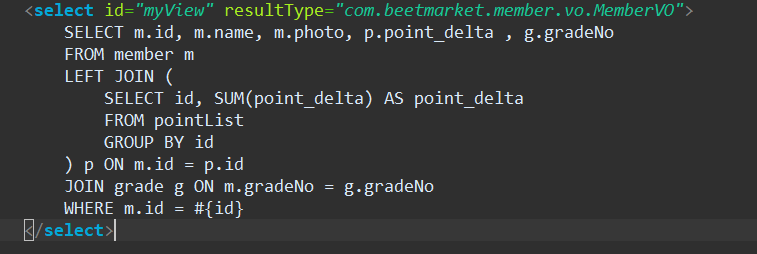 <select id="myView" resultType="com.beetmarket.member.vo.MemberVO">
SELECT m.id, m.name, m.photo, p.point_delta , g.gradeNo
FROM member m
LEFT JOIN (
SELECT id, SUM(point_delta) AS point_delta
FROM pointList
GROUP BY id
) p ON m.id = p.id
JOIN grade g ON m.gradeNo = g.gradeNo
WHERE m.id = #{id}
</select>